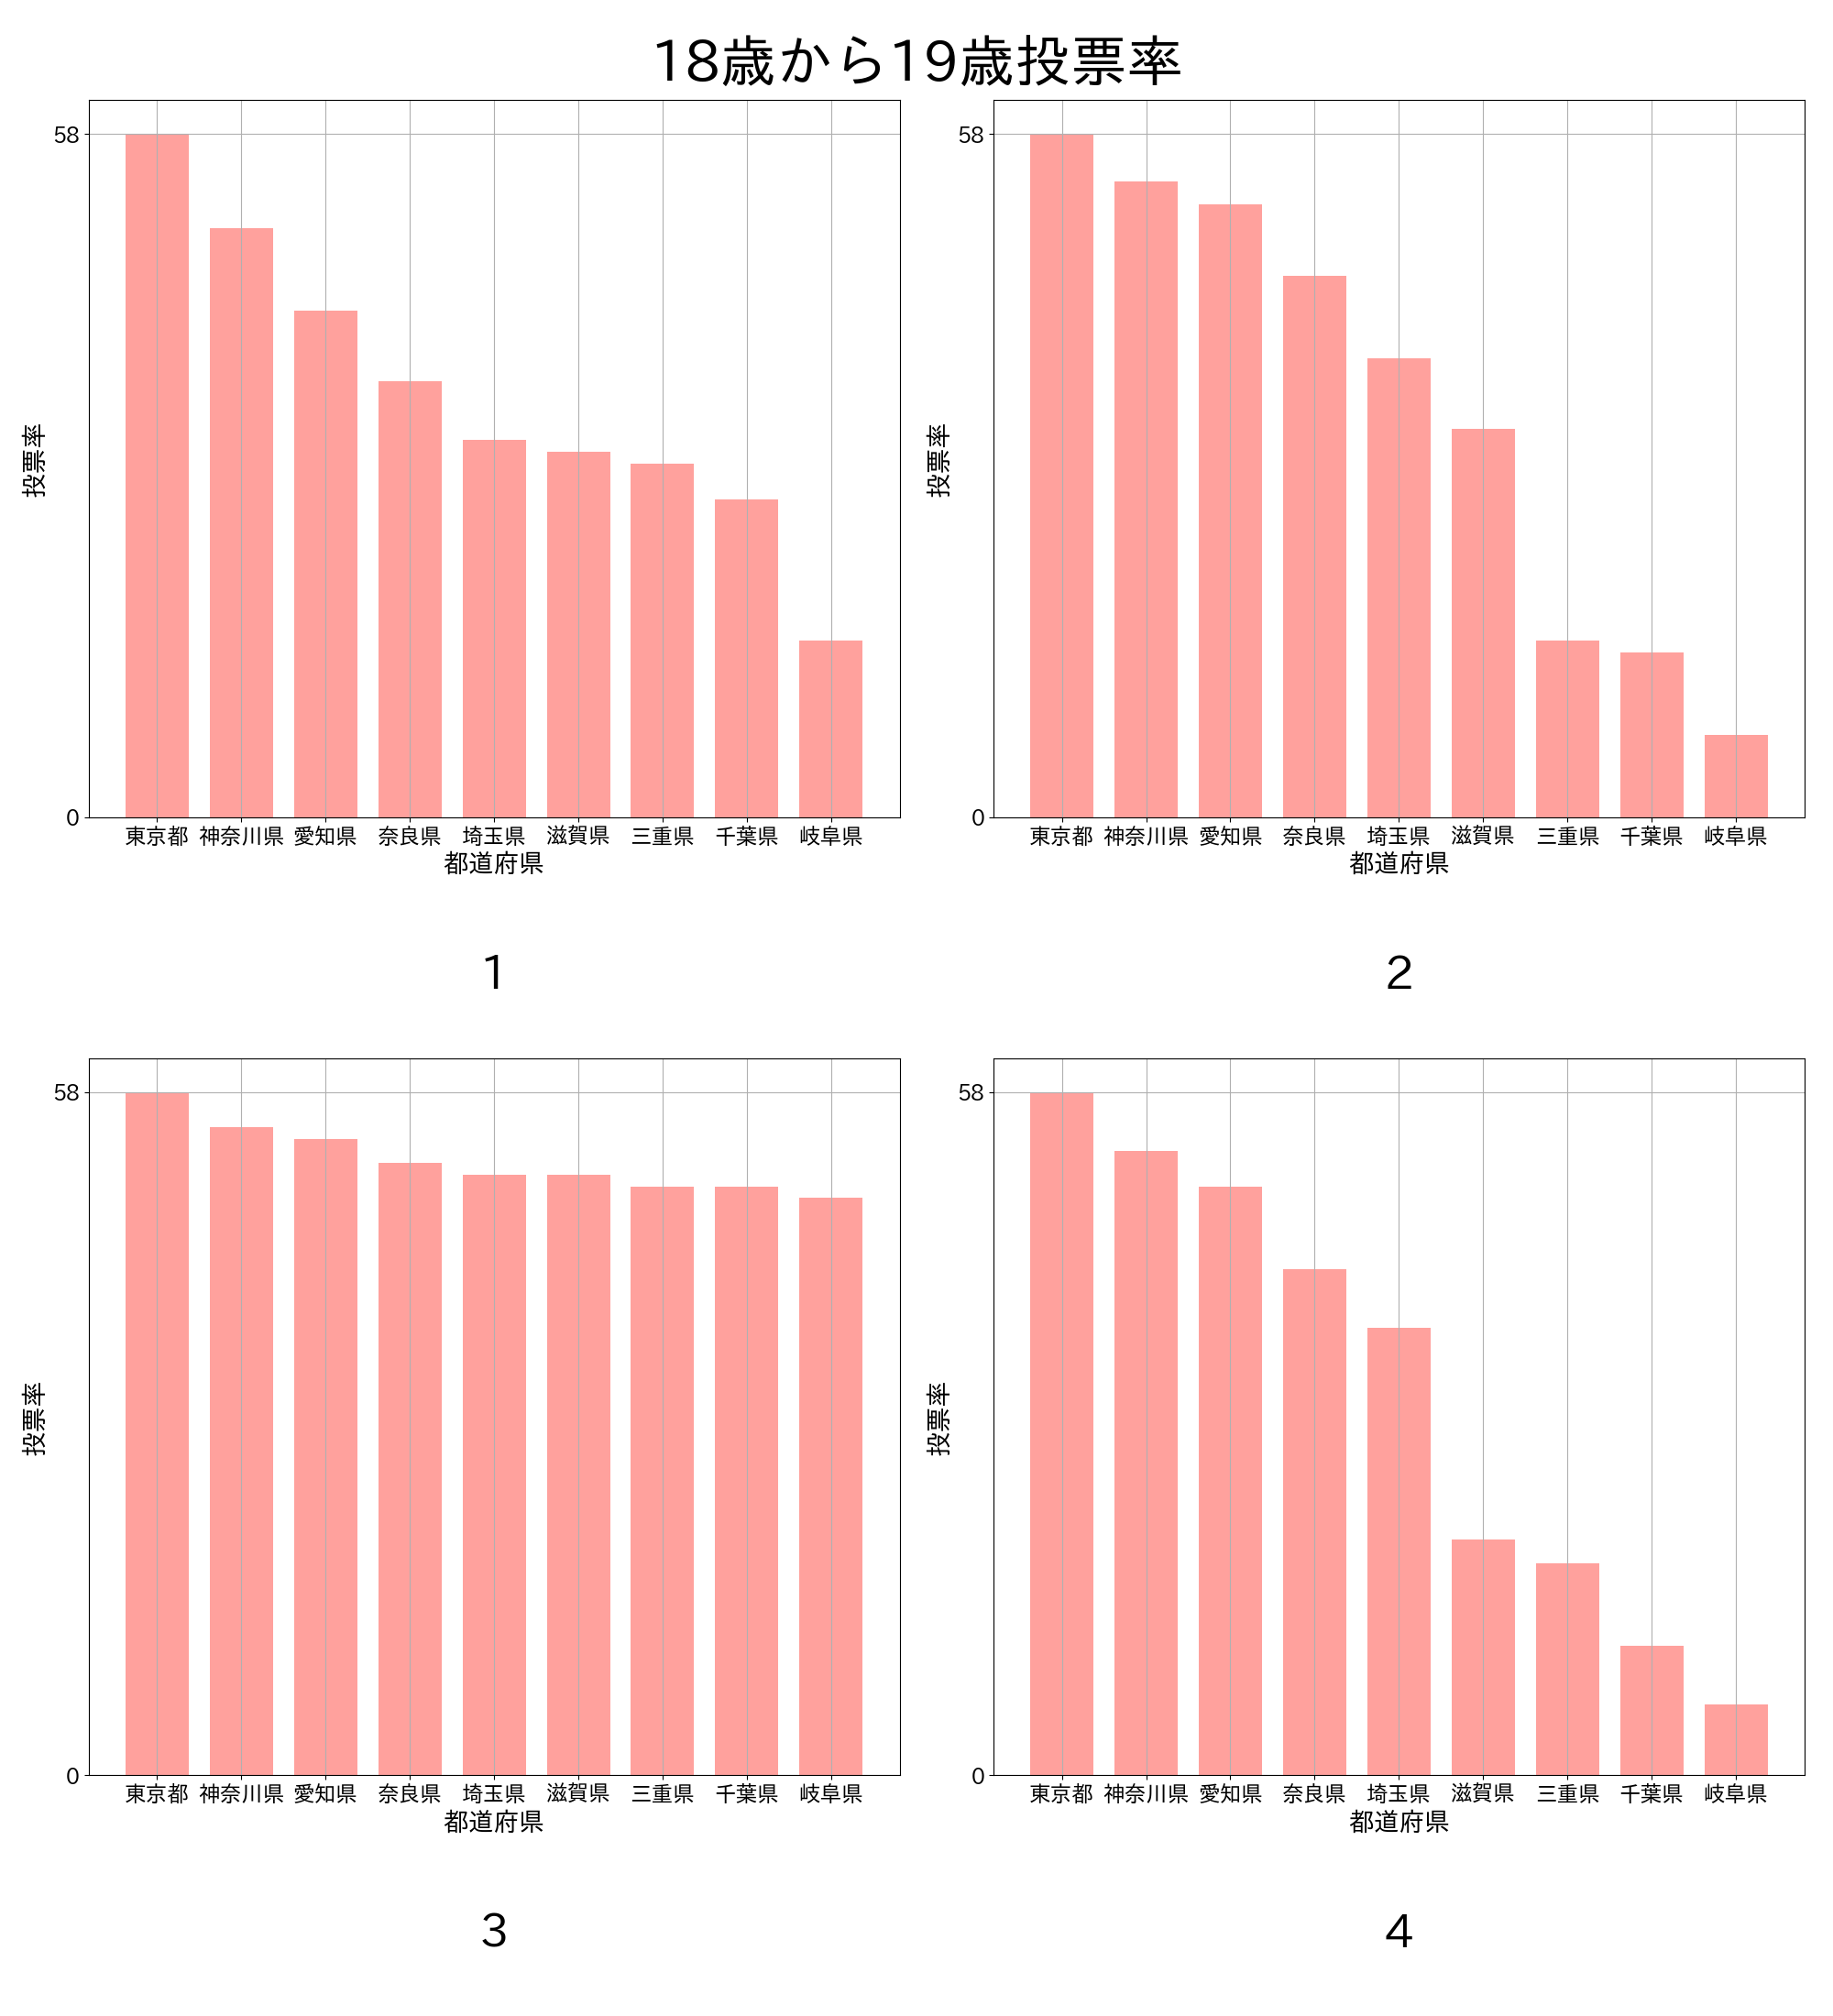 18歳から19歳投票率
58
0
投票率
東京都 神奈川県 愛知県 奈良県 埼玉県 滋賀県 三重県 千葉県 岐阜県
都道府県
1
58
0
投票率
東京都 神奈川県 愛知県 奈良県 埼玉県 滋賀県 三重県 千葉県 岐阜県
都道府県
2
58
0
投票率
東京都 神奈川県 愛知県 奈良県 埼玉県 滋賀県 三重県 千葉県 岐阜県
都道府県
3
58
0
投票率
東京都 神奈川県 愛知県 奈良県 埼玉県 滋賀県 三重県 千葉県 岐阜県
都道府県
4